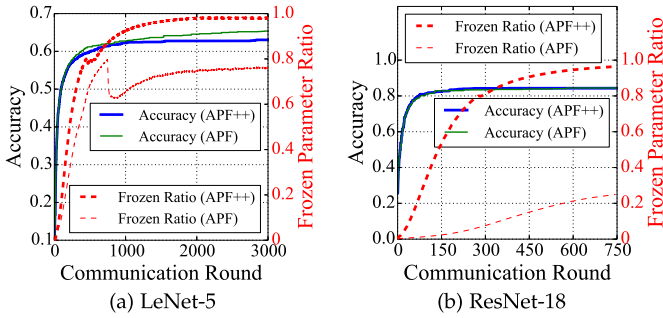 0.7
0.6
0.5
0.4
0.3
0.2
0.1
Accuracy
Accuracy (APF++)
Accuracy (APF)
Frozen Ratio (APF++)
Frozen Ratio (APF)
1.0
0.8
0.6
0.4
0.2
0
Frozen Parameter Ratio
0 1000 2000 3000
Communication Round
(a) LeNet-5
Frozen Ratio (APF++)
Frozen Ratio (APF)
1.2
1.0
0.8
0.6
0.4
0.2
0.0
Accuracy
Accuracy (APF++)
Accuracy (APF)
1.0
0.8
0.6
0.4
0.2
0
Frozen Parameter Ratio
0 150 300 450 600 750
Communication Round
(b) ResNet-18